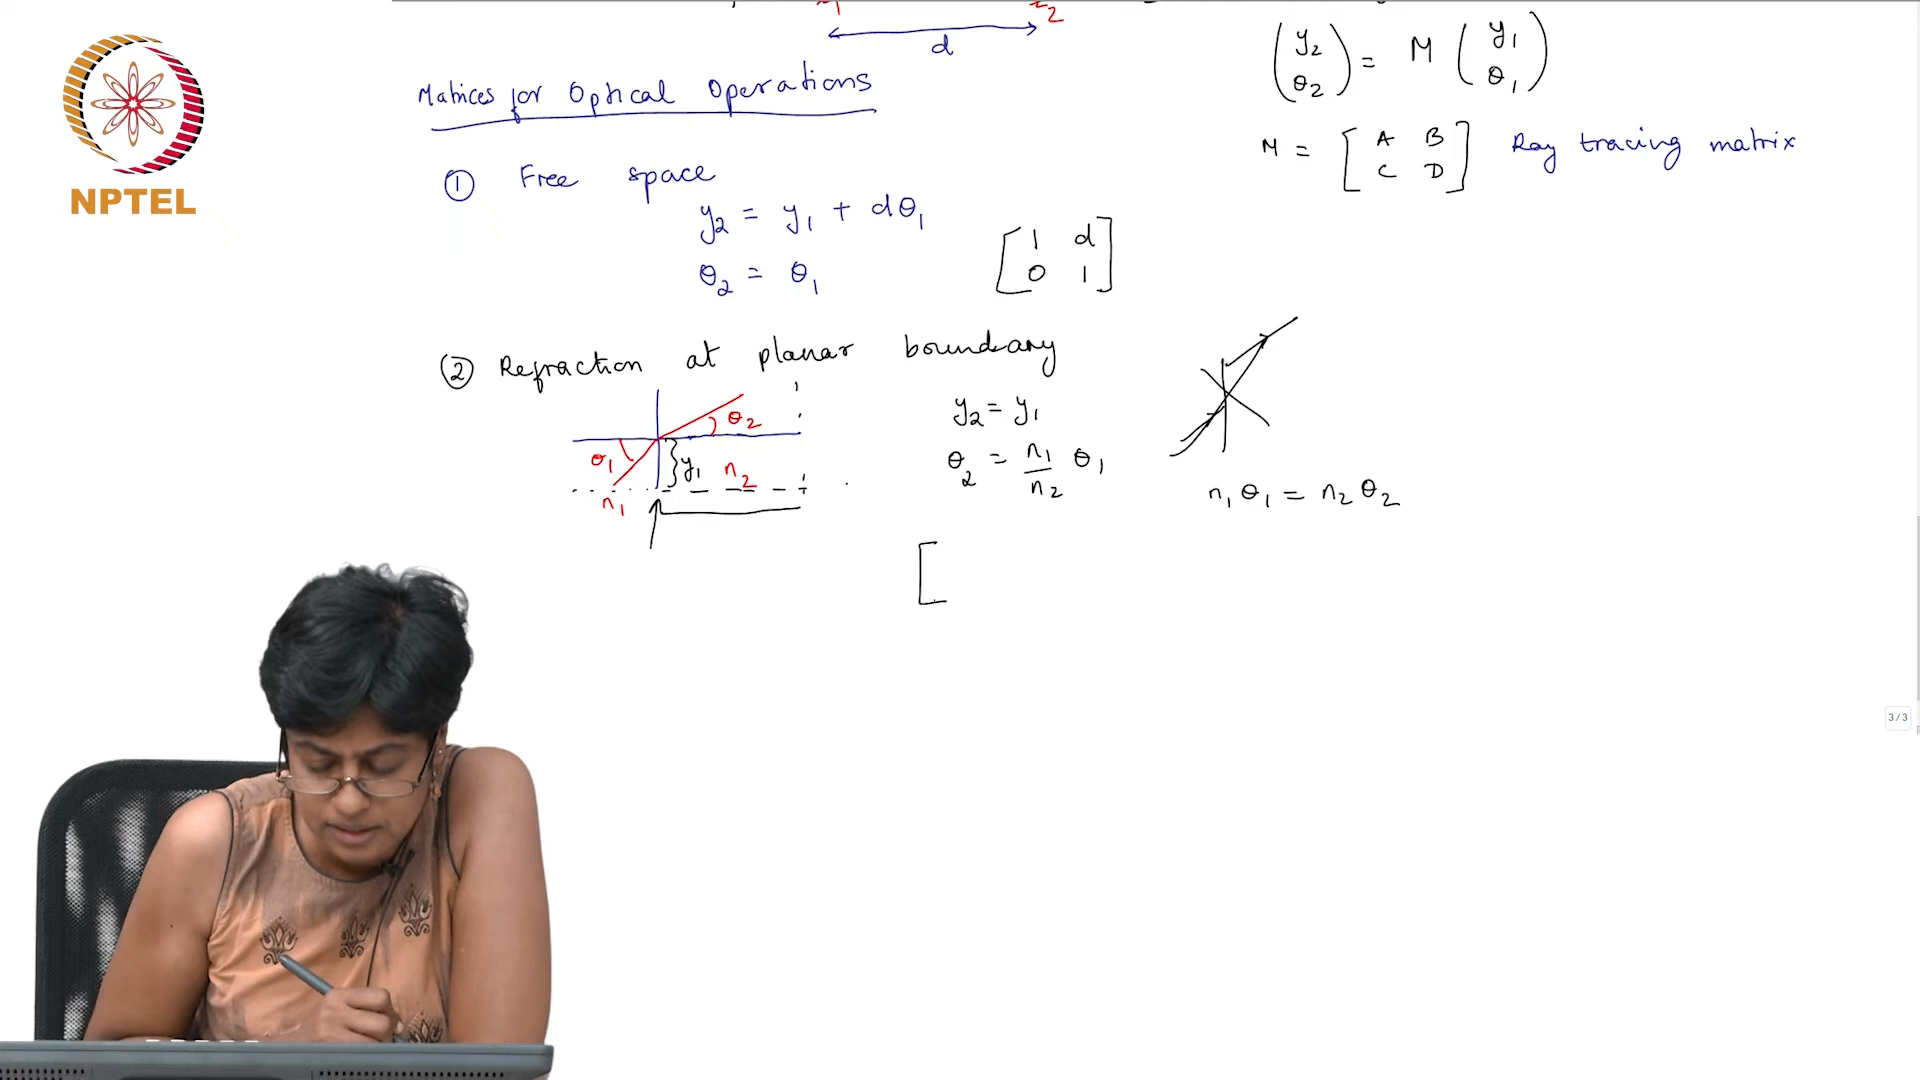 NPTEL
d
Matrices for Optical Operations
① Free space
y₂ = y₁ + dθ₁
θ₂ = θ₁
[1 d
0 1]
(y₂ θ₂) = M (y₁ θ₁)
M = [A B
C D] Ray tracing matrix
② Refraction at planar boundary
θ₂
θ₁
y₁
n₂
n₁
y₂ = y₁
θ₂ = n₁/n₂ θ₁
n₁θ₁ = n₂θ₂
[
3/3